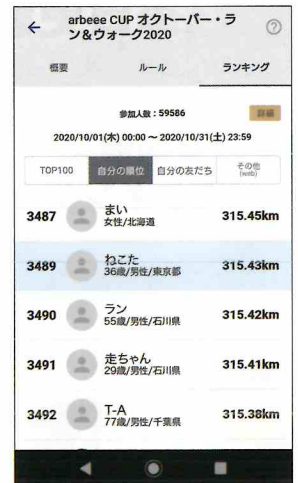 arbeee CUP オクトーバー・ラ
ン＆ウォーク2020
概要 ルール ランキング
参加人数 : 59586 詳細
2020/10/01(木) 00:00 ～ 2020/10/31(土) 23:59
TOP100 自分の順位 自分の友だち その他
(web)
3487 まい 315.45km
女性/北海道
3489 ねこた 315.43km
36歳/男性/東京都
3490 ラン 315.42km
55歳/男性/石川県
3491 走ちゃん 315.41km
29歳/男性/石川県
3492 T-A 315.38km
77歳/男性/千葉県